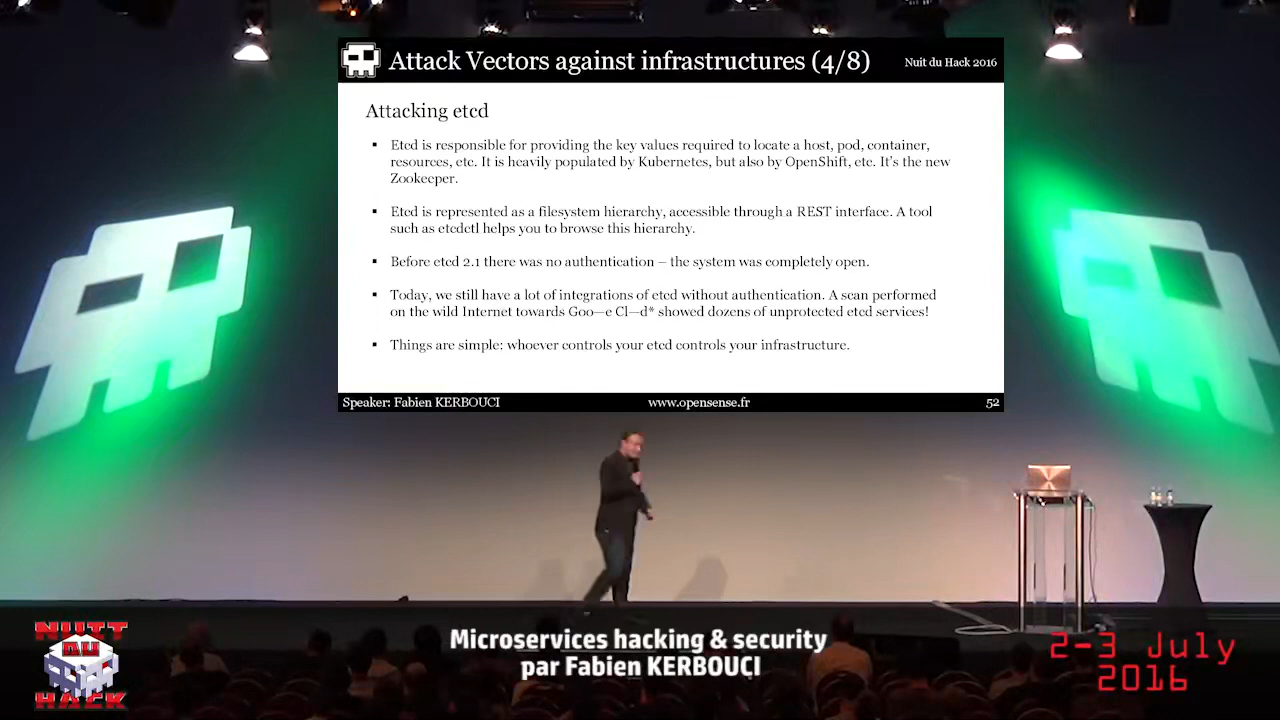 Attack Vectors against infrastructures (4/8)
Nuit du Hack 2016
Attacking etcd
▪ Etcd is responsible for providing the key values required to locate a host, pod, container,
resources, etc. It is heavily populated by Kubernetes, but also by OpenShift, etc. It's the new
Zookeeper.
▪ Etcd is represented as a filesystem hierarchy, accessible through a REST interface. A tool
such as etcdctl helps you to browse this hierarchy.
▪ Before etcd 2.1 there was no authentication – the system was completely open.
▪ Today, we still have a lot of integrations of etcd without authentication. A scan performed
on the wild Internet towards Goo—e Cl—d* showed dozens of unprotected etcd services!
▪ Things are simple: whoever controls your etcd controls your infrastructure.
Speaker: Fabien KERBOUCI
www.opensense.fr
52
NUIT
DU
HACK
Microservices hacking & security
par Fabien KERBOUCI
2-3 July
2016